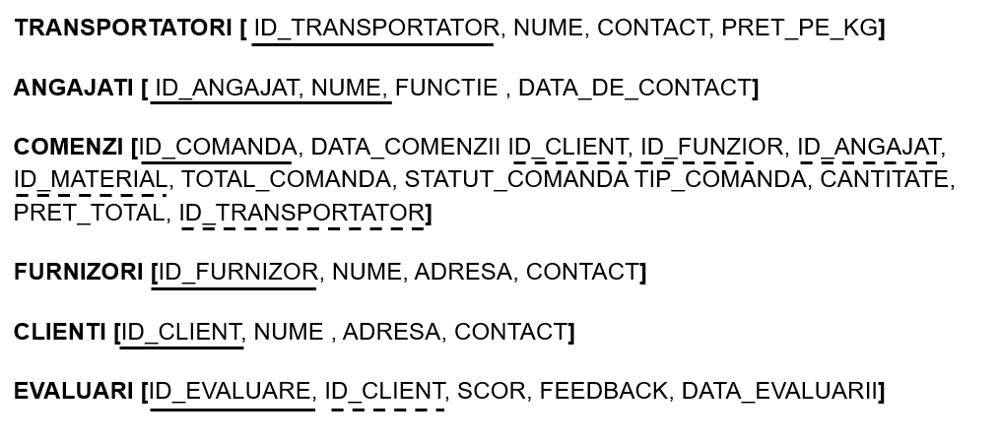 TRANSPORTATORI [ ID_TRANSPORTATOR, NUME, CONTACT, PRET_PE_KG]
ANGAJATI [ ID_ANGAJAT, NUME, FUNCTIE , DATA_DE_CONTACT]
COMENZI [ID_COMANDA, DATA_COMENZII ID_CLIENT, ID_FUNZIOR, ID_ANGAJAT,
ID_MATERIAL, TOTAL_COMANDA, STATUT_COMANDA TIP_COMANDA, CANTITATE,
PRET_TOTAL, ID_TRANSPORTATOR]
FURNIZORI [ID_FURNIZOR, NUME, ADRESA, CONTACT]
CLIENTI [ID_CLIENT, NUME , ADRESA, CONTACT]
EVALUARI [ID_EVALUARE, ID_CLIENT, SCOR, FEEDBACK, DATA_EVALUARII]